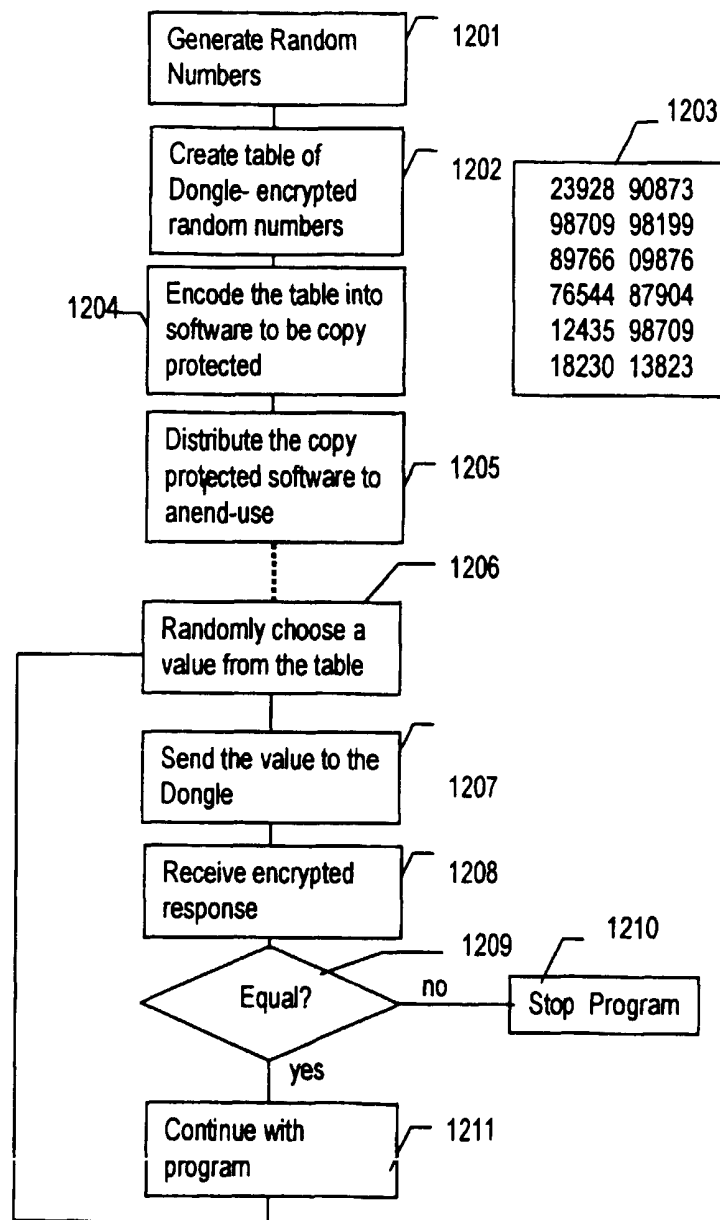 Generate Random
Numbers
1201
Create table of
Dongle- encrypted
random numbers
1202
1203
23928 90873
98709 98199
89766 09876
76544 87904
12435 98709
18230 13823
1204
Encode the table into
software to be copy
protected
Distribute the copy
protected software to
anend-use
1205
1206
Randomly choose a
value from the table
Send the value to the
Dongle
1207
Receive encrypted
response
1208
1209
Equal?
no
1210
Stop Program
yes
Continue with
program
1211